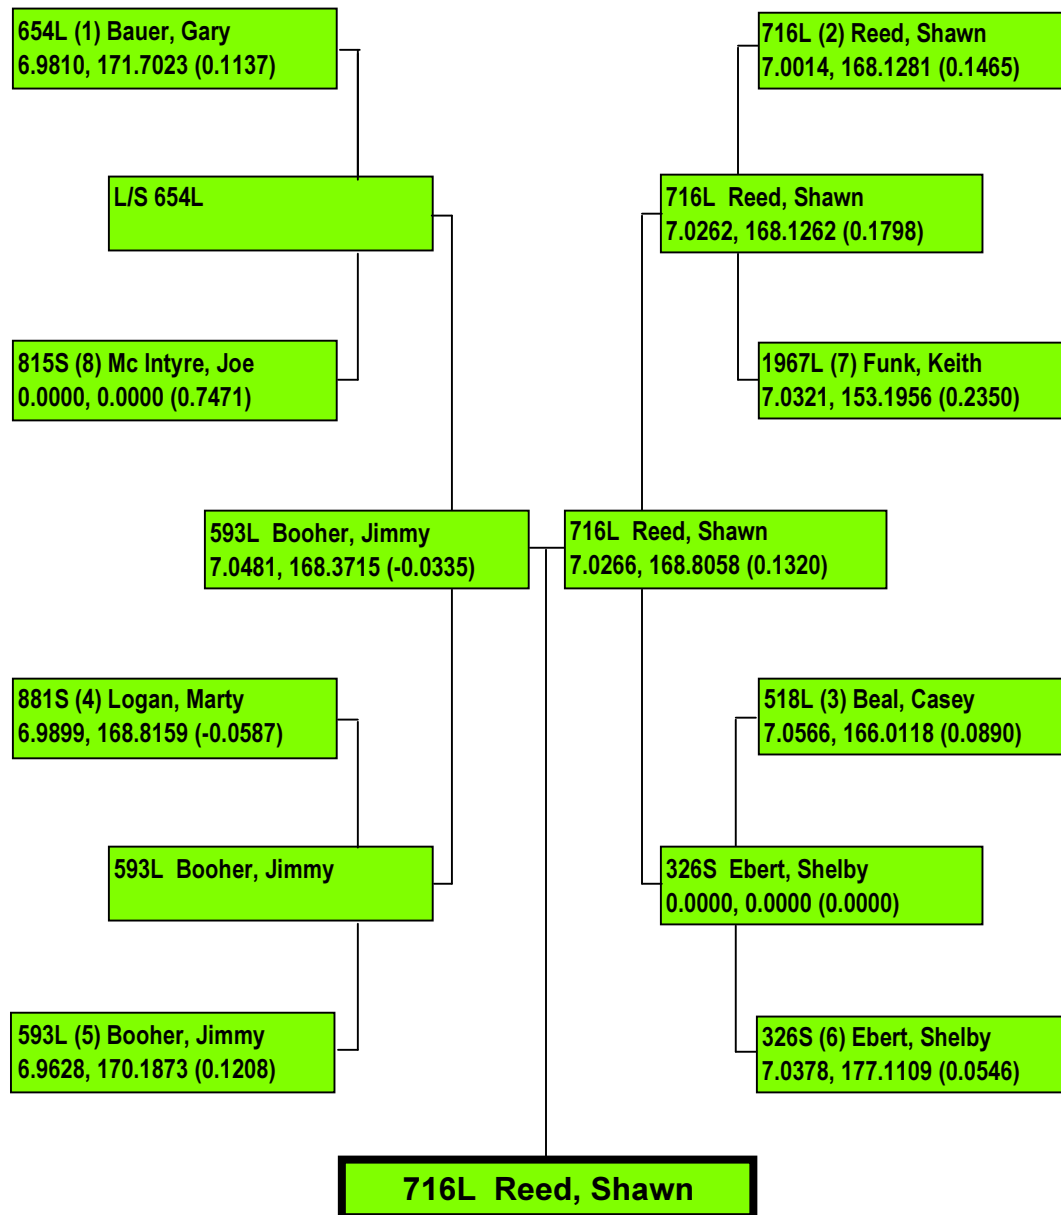 654L (1) Bauer, Gary
6.9810, 171.7023 (0.1137)
716L (2) Reed, Shawn
7.0014, 168.1281 (0.1465)
L/S 654L
716L  Reed, Shawn
7.0262, 168.1262 (0.1798)
815S (8) Mc Intyre, Joe
0.0000, 0.0000 (0.7471)
1967L (7) Funk, Keith
7.0321, 153.1956 (0.2350)
593L  Booher, Jimmy
7.0481, 168.3715 (-0.0335)
716L  Reed, Shawn
7.0266, 168.8058 (0.1320)
881S (4) Logan, Marty
6.9899, 168.8159 (-0.0587)
518L (3) Beal, Casey
7.0566, 166.0118 (0.0890)
593L  Booher, Jimmy
326S  Ebert, Shelby
0.0000, 0.0000 (0.0000)
593L (5) Booher, Jimmy
6.9628, 170.1873 (0.1208)
326S (6) Ebert, Shelby
7.0378, 177.1109 (0.0546)
716L  Reed, Shawn